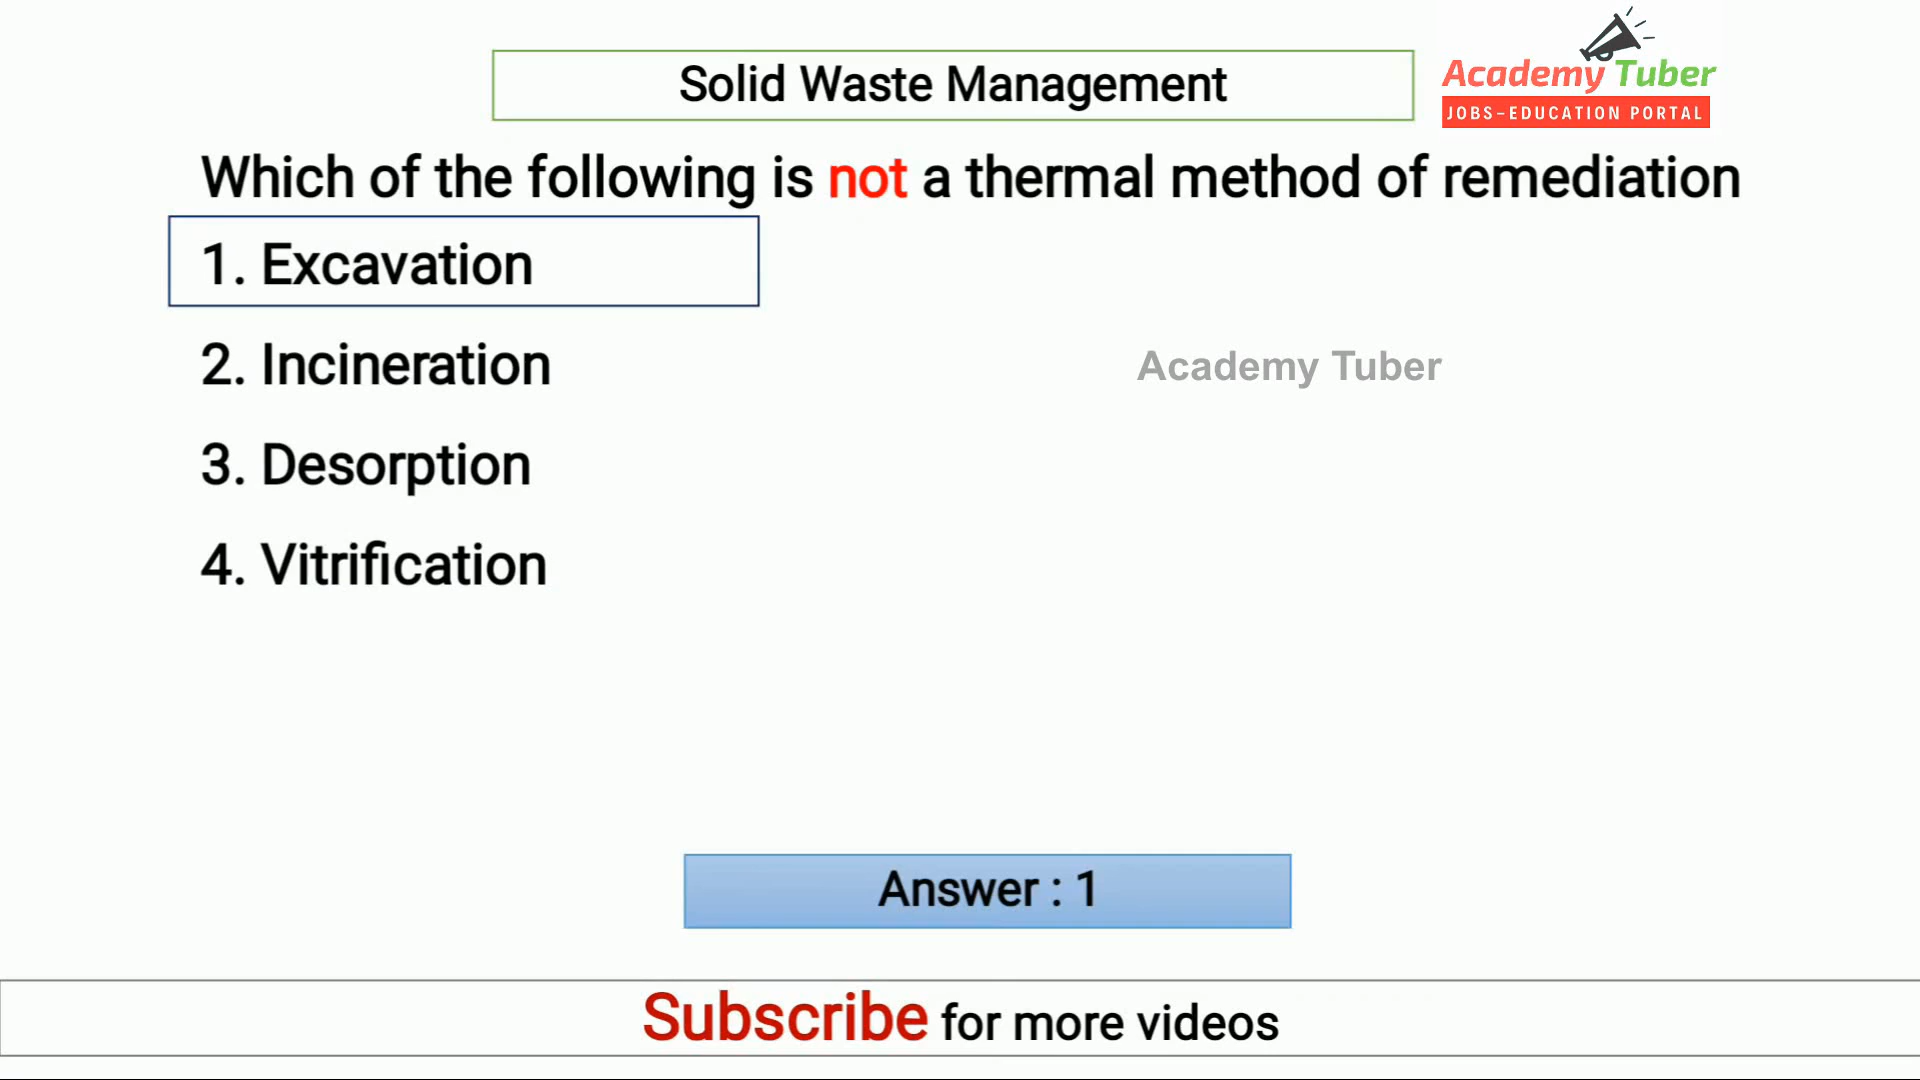 Solid Waste Management
Academy Tuber
JOBS-EDUCATION PORTAL
Which of the following is not a thermal method of remediation
1. Excavation
2. Incineration
Academy Tuber
3. Desorption
4. Vitrification
Answer : 1
Subscribe for more videos